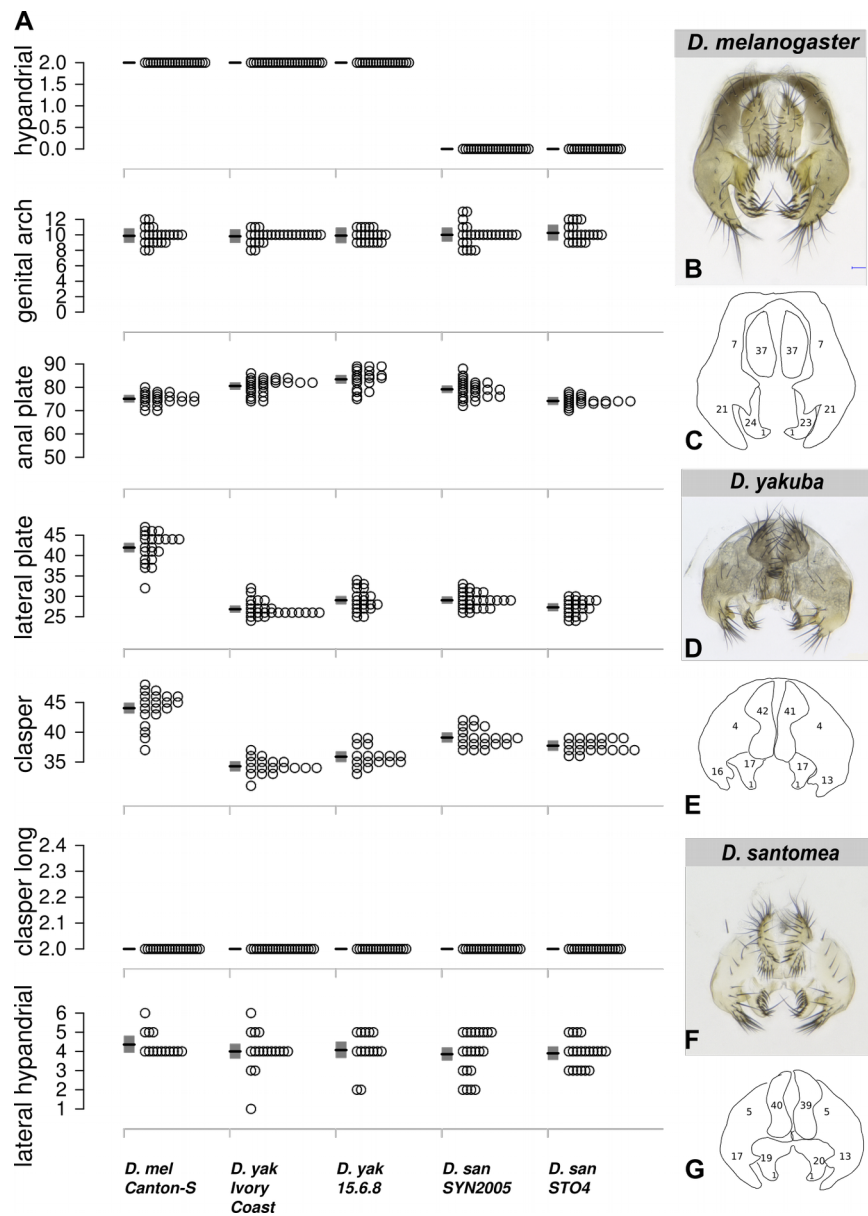 A
hypandrial
2.0
1.5
1.0
0.5
0.0
genital arch
12
10
8
6
4
2
0
anal plate
90
80
70
60
50
lateral plate
45
40
35
30
25
clasper
45
40
35
clasper long
2.4
2.3
2.2
2.1
2.0
lateral hypandrial
6
5
4
3
2
1
D. mel
Canton-S
D. yak
Ivory
Coast
D. yak
15.6.8
D. san
SYN2005
D. san
STO4
D. melanogaster
B
7 37 37 7
21 24 1 1 23 21
C
D. yakuba
D
4 42 41 4
16 17 1 1 17 13
E
D. santomea
F
5 40 39 5
17 19 1 1 20 13
G